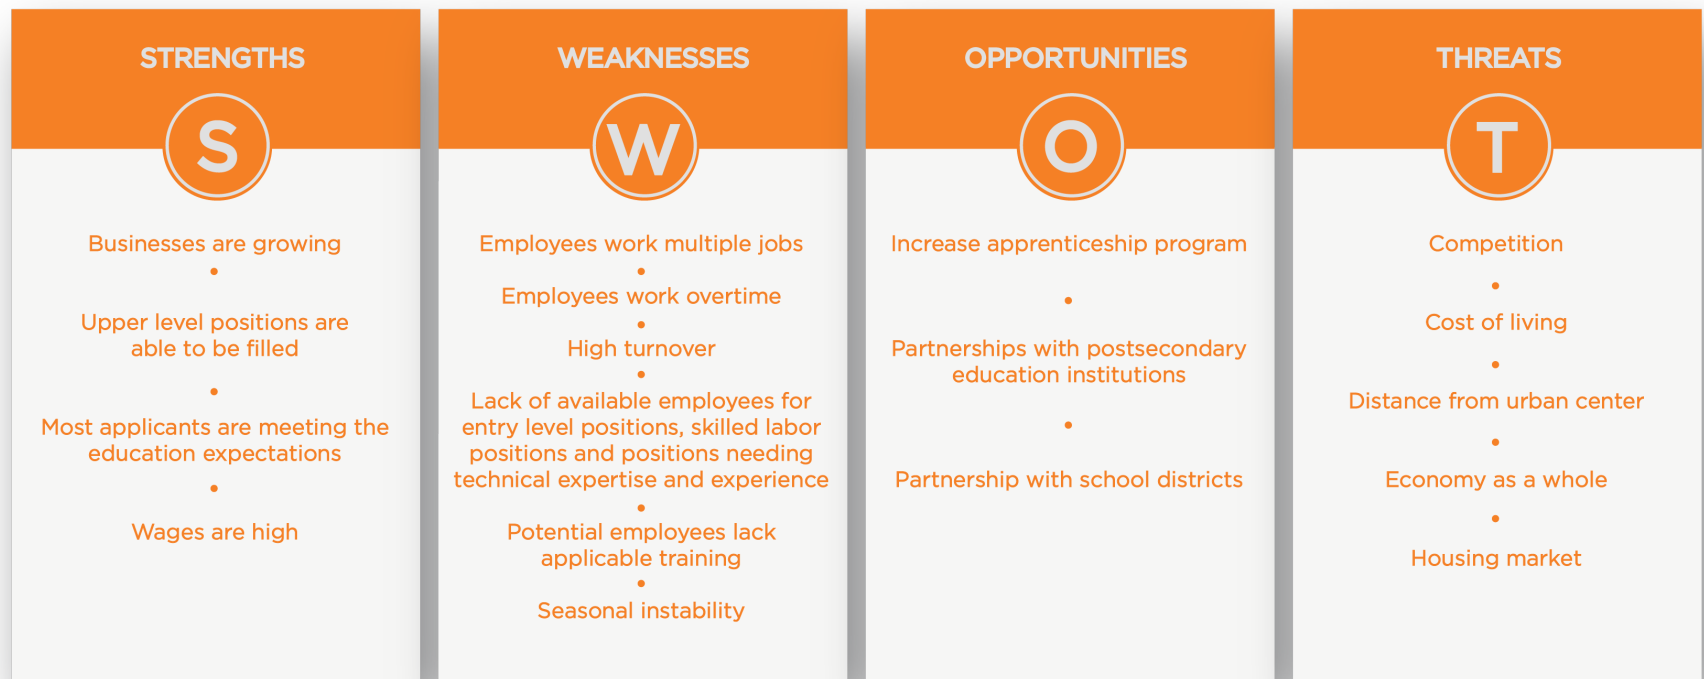 STRENGTHS
S
Businesses are growing
•
Upper level positions are
able to be filled
•
Most applicants are meeting the
education expectations
•
Wages are high
WEAKNESSES
W
Employees work multiple jobs
•
Employees work overtime
•
High turnover
•
Lack of available employees for
entry level positions, skilled labor
positions and positions needing
technical expertise and experience
•
Potential employees lack
applicable training
•
Seasonal instability
OPPORTUNITIES
O
Increase apprenticeship program
•
Partnerships with postsecondary
education institutions
•
Partnership with school districts
THREATS
T
Competition
•
Cost of living
•
Distance from urban center
•
Economy as a whole
•
Housing market